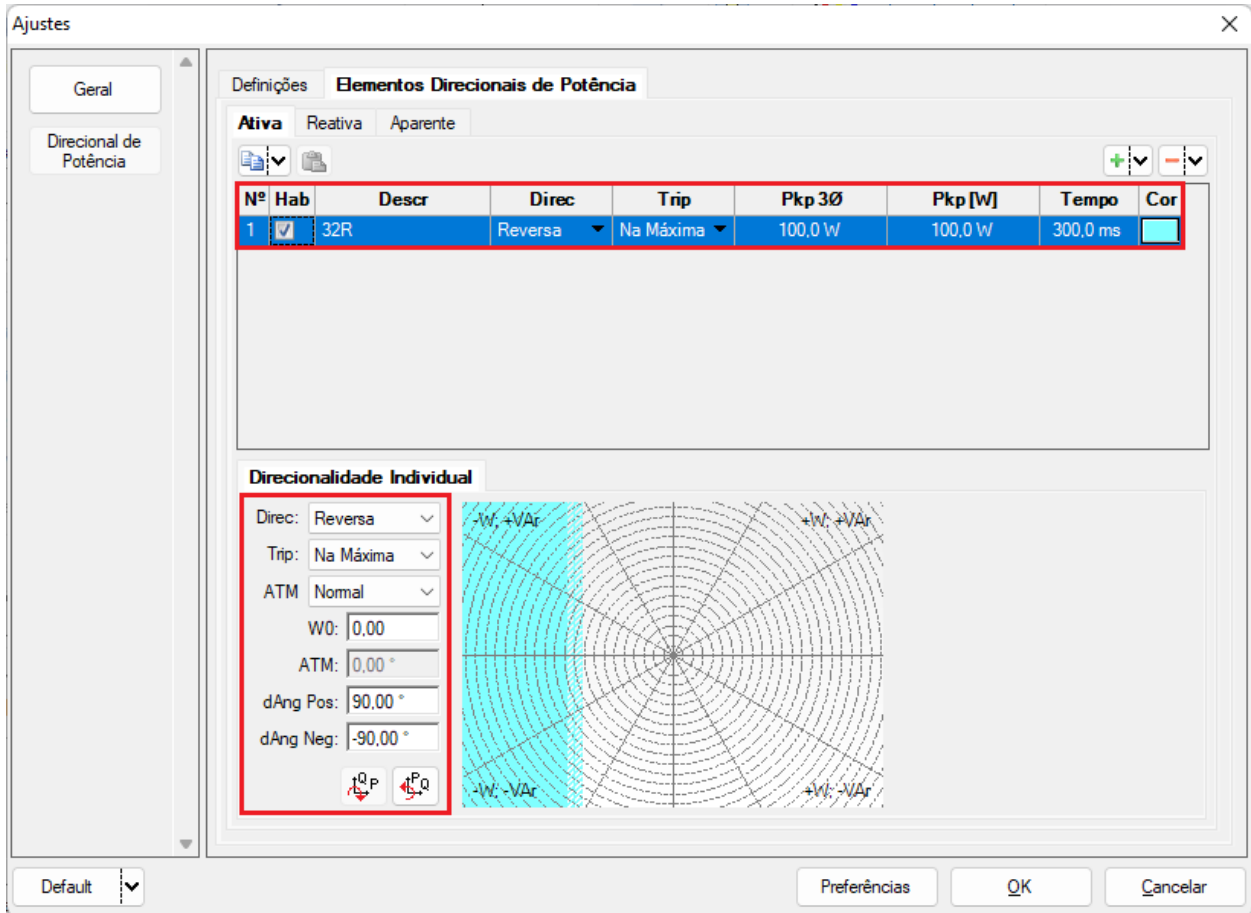 Ajustes
Geral
Direcional de
Potência
Definições Elementos Direcionais de Potência
Ativa Reativa Aparente
Nº Hab Descr Direc Trip Pkp 3Ø Pkp [W] Tempo Cor
1 32R Reversa Na Máxima 100,0 W 100,0 W 300,0 ms
Direcionalidade Individual
Direc: Reversa
Trip: Na Máxima
ATM Normal
W0: 0,00
ATM: 0,00 °
dAng Pos: 90,00 °
dAng Neg: -90,00 °
Q P P Q
-W; +VAr +W; +VAr
-W; -VAr +W; -VAr
Default Preferências OK Cancelar